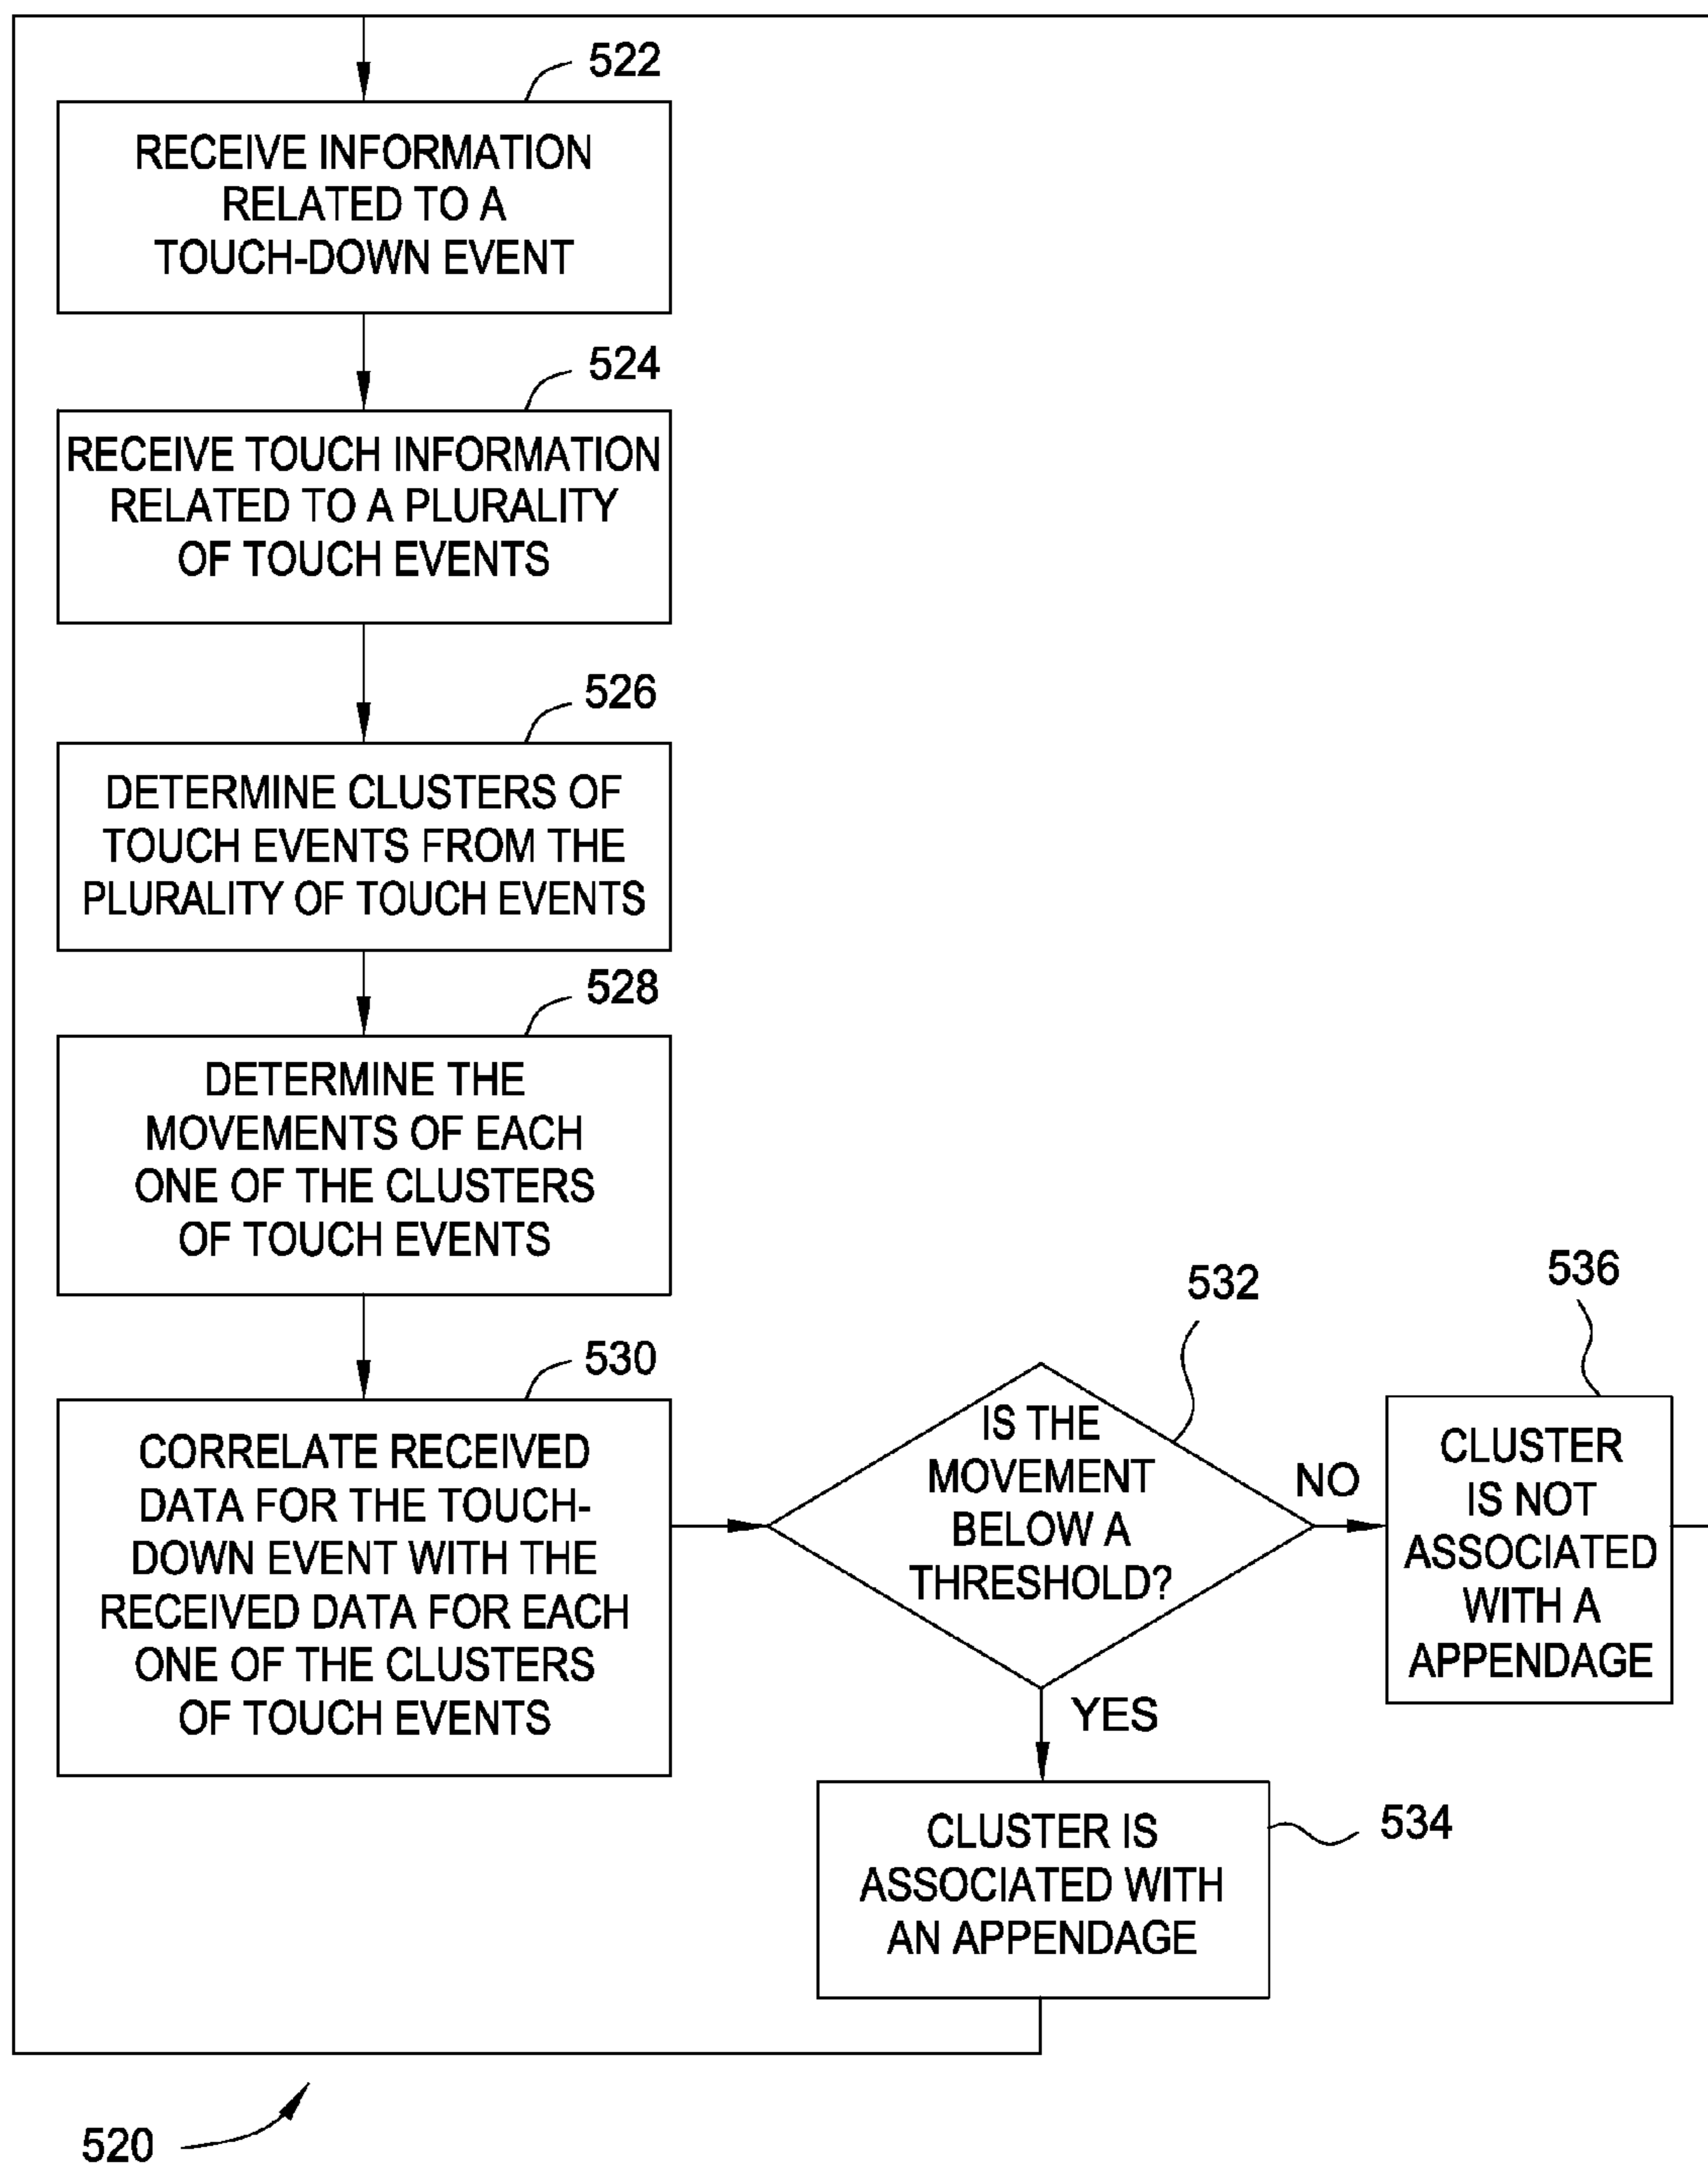 522
RECEIVE INFORMATION
RELATED TO A
TOUCH-DOWN EVENT
524
RECEIVE TOUCH INFORMATION
RELATED TO A PLURALITY
OF TOUCH EVENTS
526
DETERMINE CLUSTERS OF
TOUCH EVENTS FROM THE
PLURALITY OF TOUCH EVENTS
528
DETERMINE THE
MOVEMENTS OF EACH
ONE OF THE CLUSTERS
OF TOUCH EVENTS
530
CORRELATE RECEIVED
DATA FOR THE TOUCH-
DOWN EVENT WITH THE
RECEIVED DATA FOR EACH
ONE OF THE CLUSTERS
OF TOUCH EVENTS
532
IS THE
MOVEMENT
BELOW A
THRESHOLD?
NO
536
CLUSTER
IS NOT
ASSOCIATED
WITH A
APPENDAGE
YES
534
CLUSTER IS
ASSOCIATED WITH
AN APPENDAGE
520